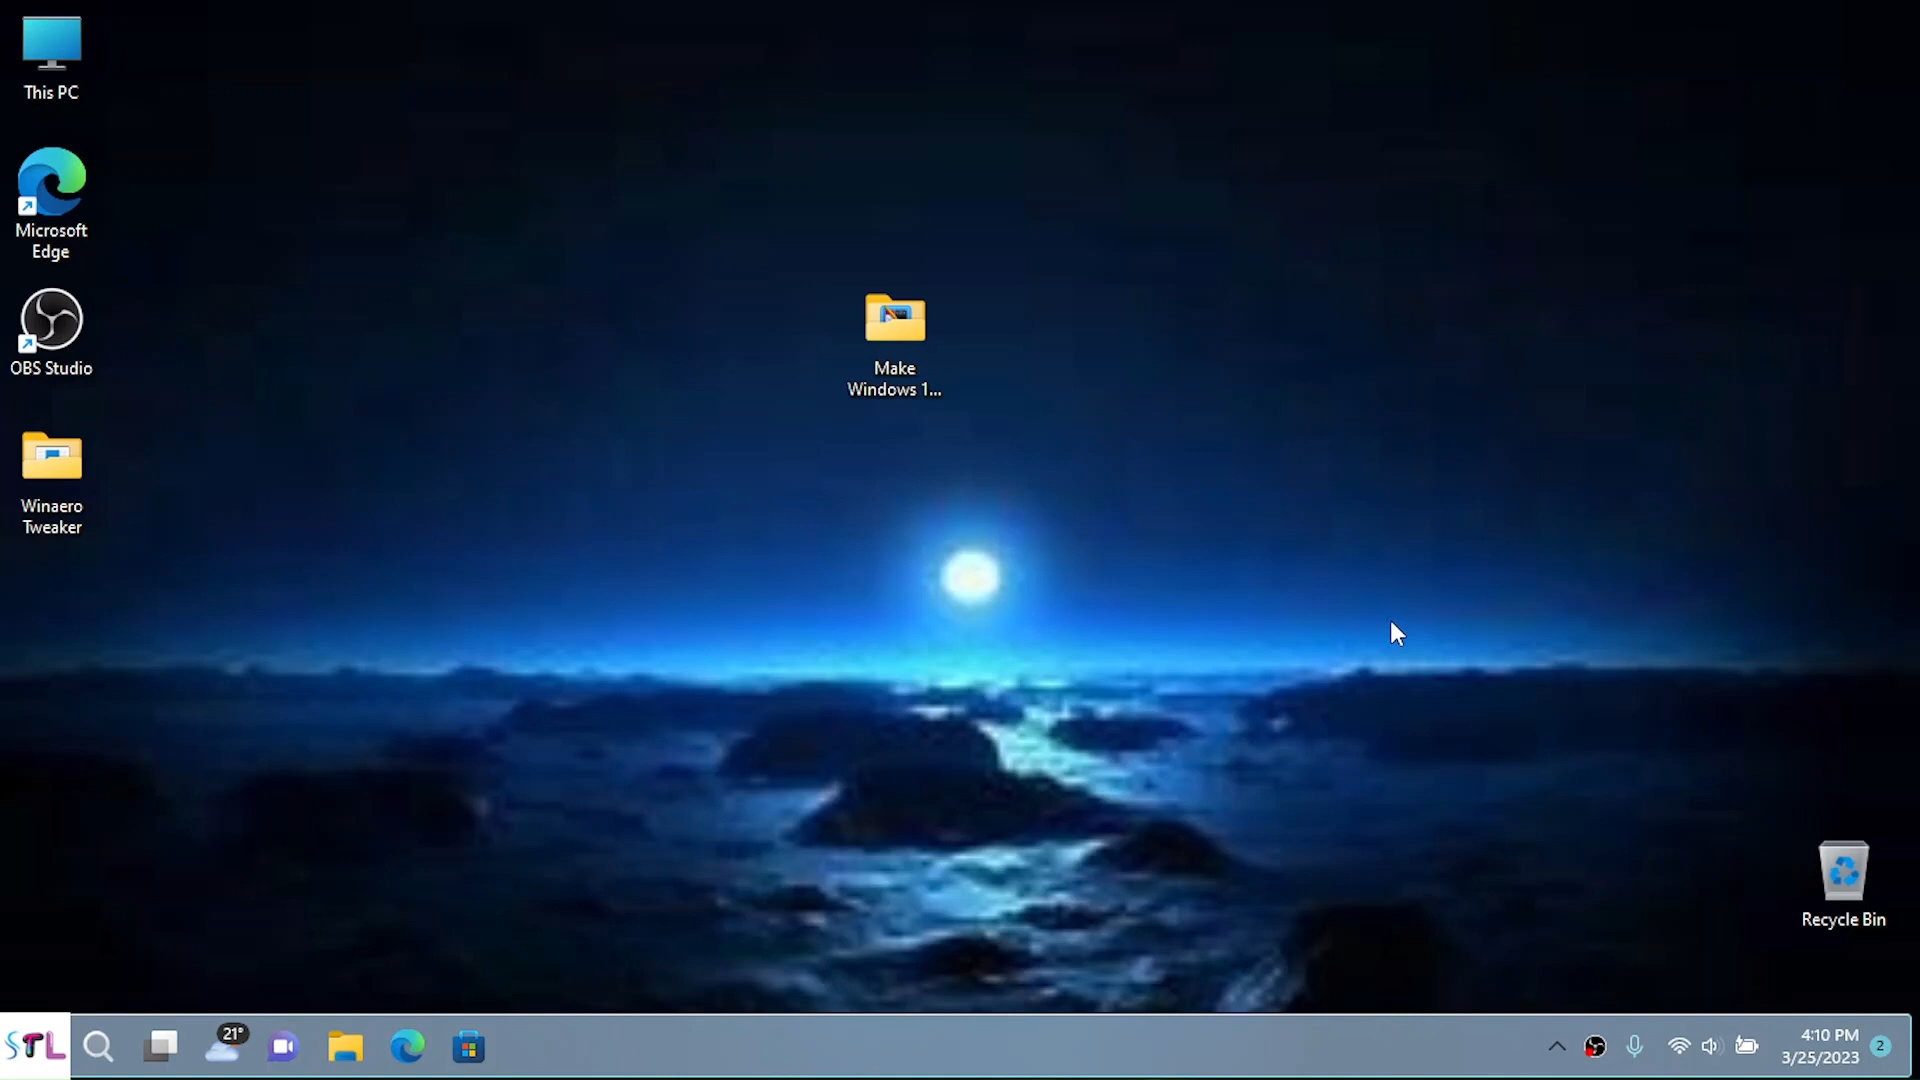 This PC
Microsoft
Edge
OBS Studio
Winaero
Tweaker
Make
Windows 1...
Recycle Bin
STL
21°
4:10 PM
3/25/2023
2